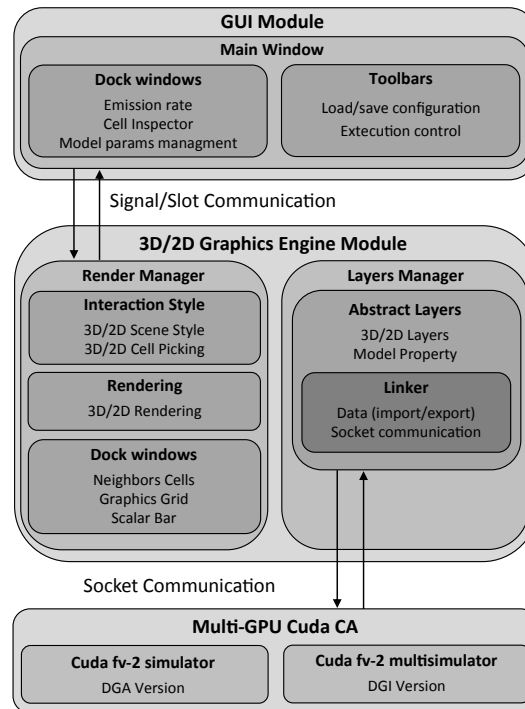 GUI Module
Main Window
Dock windows
Emission rate
Cell Inspector
Model params managment
Toolbars
Load/save configuration
Execution control
Signal/Slot Communication
3D/2D Graphics Engine Module
Render Manager
Interaction Style
3D/2D Scene Style
3D/2D Cell Picking
Rendering
3D/2D Rendering
Dock windows
Neighbors Cells
Graphics Grid
Scalar Bar
Layers Manager
Abstract Layers
3D/2D Layers
Model Property
Linker
Data (import/export)
Socket communication
Socket Communication
Multi-GPU Cuda CA
Cuda fv-2 simulator
DGA Version
Cuda fv-2 multisimulator
DGI Version